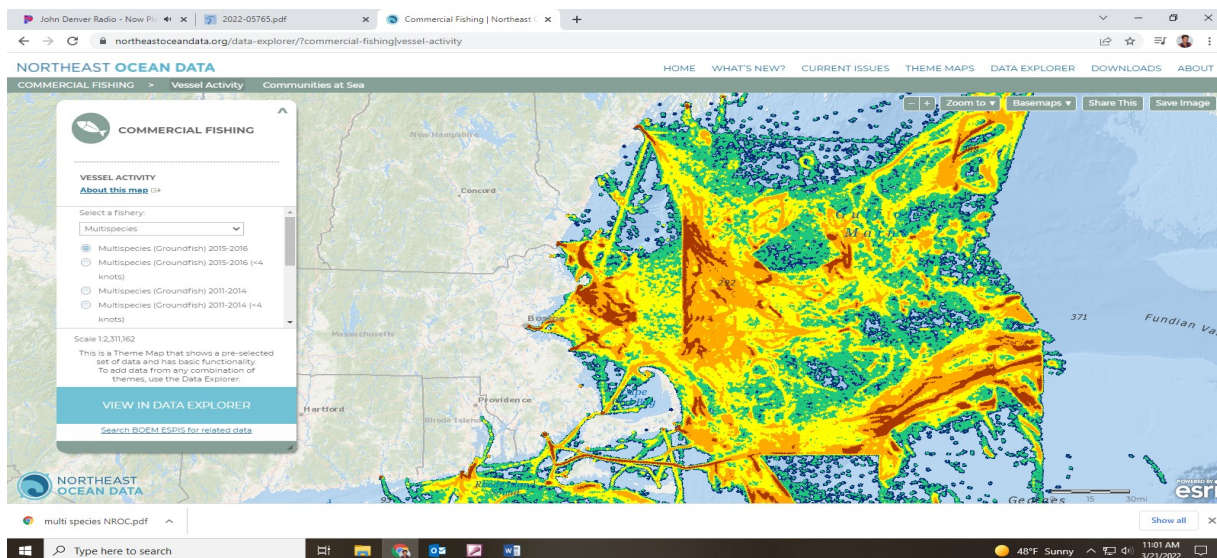 John Denver Radio - Now Pl
2022-05765.pdf
Commercial Fishing | Northeast
northeastoceandata.org/data-explorer/?commercial-fishing|vessel-activity
NORTHEAST OCEAN DATA
HOME WHAT'S NEW? CURRENT ISSUES THEME MAPS DATA EXPLORER DOWNLOADS ABOUT
COMMERCIAL FISHING > Vessel Activity Communities at Sea
- + Zoom to ▾ Basemaps ▾ Share This Save Image
COMMERCIAL FISHING
VESSEL ACTIVITY
About this map
Select a fishery:
Multispecies
Multispecies (Groundfish) 2015-2016
Multispecies (Groundfish) 2015-2016 (<4
knots)
Multispecies (Groundfish) 2011-2014
Multispecies (Groundfish) 2011-2014 (<4
knots)
Scale 1:2,311,162
This is a Theme Map that shows a pre-selected
set of data and has basic functionality.
To add data from any combination of
themes, use the Data Explorer.
VIEW IN DATA EXPLORER
Search BOEM ESPIS for related data
New Hampshire
Concord
Massachusetts
Hartford
Providence
Rhode Island
371
Fundian Va
15 30mi
POWERED BY
esri
NORTHEAST
OCEAN DATA
multi species NROC.pdf
Show all
Type here to search
48°F Sunny
11:01 AM
3/21/2022